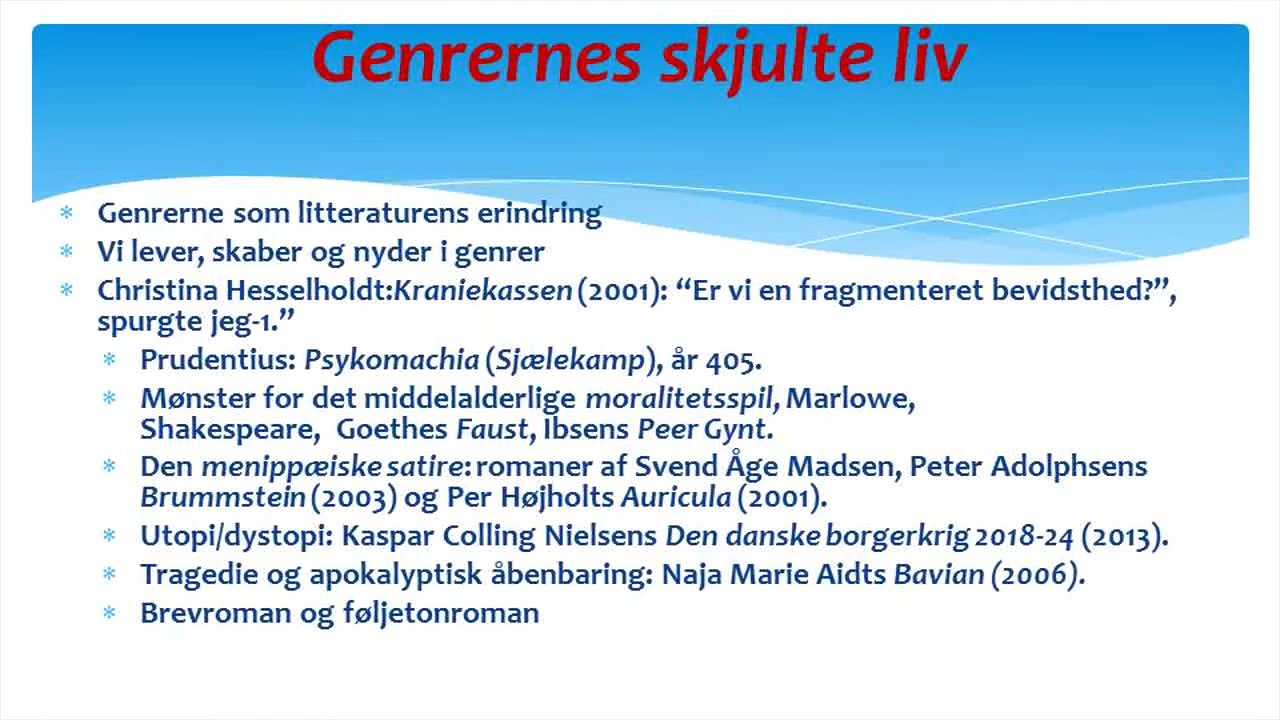 Genrernes skjulte liv
Genrerne som litteraturens erindring
Vi lever, skaber og nyder i genrer
Christina Hesselholdt:Kraniekassen (2001): “Er vi en fragmenteret bevidsthed?”,
spurgte jeg-1.”
Prudentius: Psykomachia (Sjælekamp), år 405.
Mønster for det middelalderlige moralitetsspil, Marlowe,
Shakespeare, Goethes Faust, Ibsens Peer Gynt.
Den menippæiske satire: romaner af Svend Åge Madsen, Peter Adolphsens
Brummstein (2003) og Per Højholts Auricula (2001).
Utopi/dystopi: Kaspar Colling Nielsens Den danske borgerkrig 2018-24 (2013).
Tragedie og apokalyptisk åbenbaring: Naja Marie Aidts Bavian (2006).
Brevroman og føljetonroman